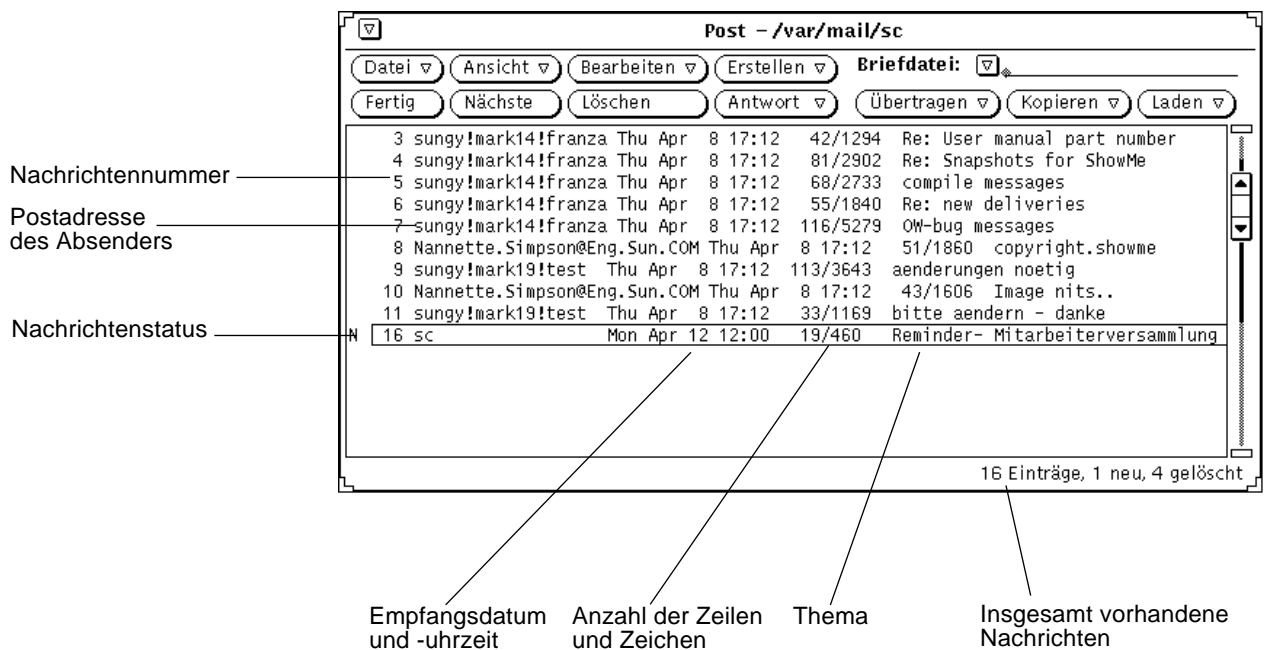 Post – /var/mail/sc
Datei Ansicht Bearbeiten Erstellen Briefdatei:
Fertig Nächste Löschen Antwort Übertragen Kopieren Laden
3 sungy!mark14!franza Thu Apr 8 17:12 42/1294 Re: User manual part number
4 sungy!mark14!franza Thu Apr 8 17:12 81/2902 Re: Snapshots for ShowMe
Nachrichtennummer
5 sungy!mark14!franza Thu Apr 8 17:12 68/2733 compile messages
6 sungy!mark14!franza Thu Apr 8 17:12 55/1840 Re: new deliveries
Postadresse
des Absenders
7 sungy!mark14!franza Thu Apr 8 17:12 116/5279 OW-bug messages
8 Nannette.Simpson@Eng.Sun.COM Thu Apr 8 17:12 51/1860 copyright.showme
9 sungy!mark19!test Thu Apr 8 17:12 113/3643 aenderungen noetig
10 Nannette.Simpson@Eng.Sun.COM Thu Apr 8 17:12 43/1606 Image nits..
11 sungy!mark19!test Thu Apr 8 17:12 33/1169 bitte aendern - danke
Nachrichtenstatus
N 16 sc Mon Apr 12 12:00 19/460 Reminder- Mitarbeiterversammlung
16 Einträge, 1 neu, 4 gelöscht
Empfangsdatum
und -uhrzeit
Anzahl der Zeilen
und Zeichen
Thema
Insgesamt vorhandene
Nachrichten